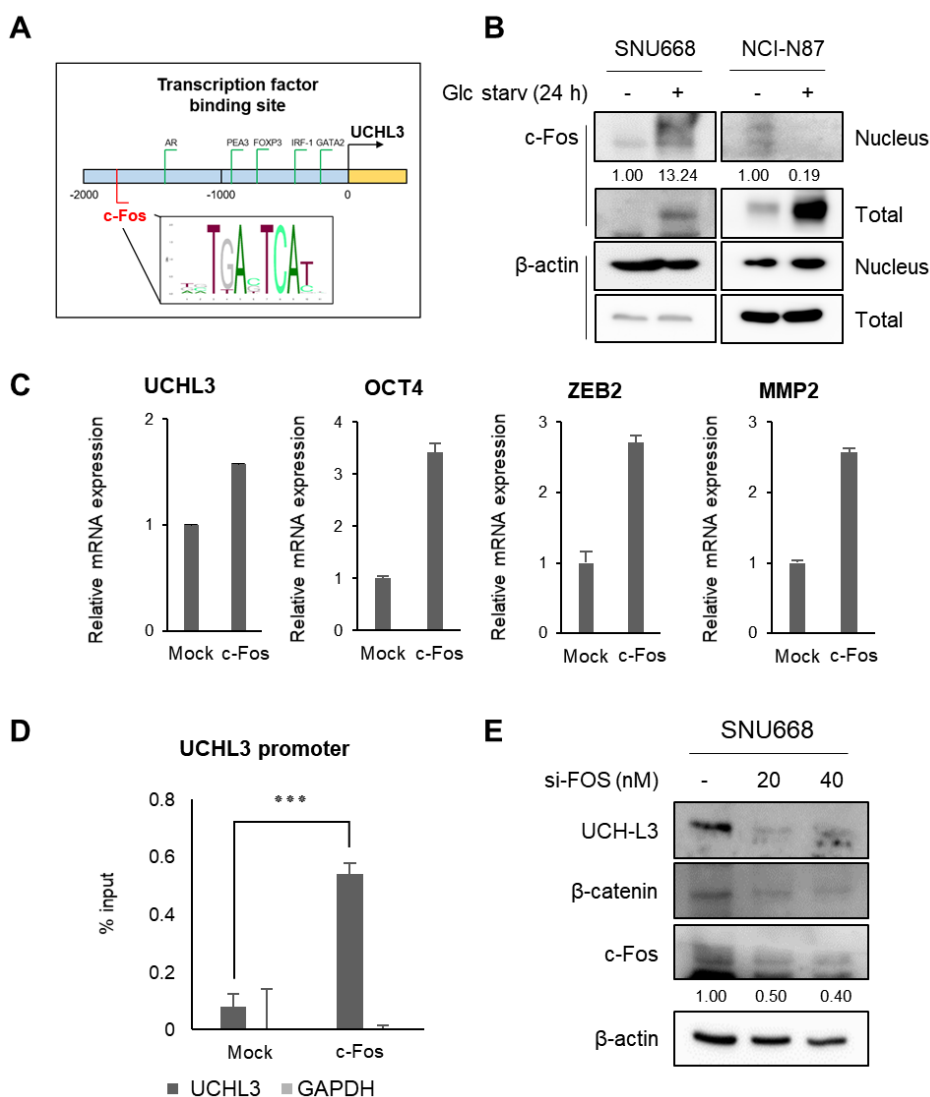 A
Transcription factor
binding site
UCHL3
AR
PEA3
FOXP3
IRF-1
GATA2
-2000
-1000
0
c-Fos
TGA TCAT
B
SNU668
NCI-N87
Glc starv (24 h)
-
+
-
+
c-Fos
Nucleus
1.00
13.24
1.00
0.19
Total
β-actin
Nucleus
Total
C
UCHL3
Relative mRNA expression
2
1
0
Mock
c-Fos
OCT4
Relative mRNA expression
4
3
2
1
0
Mock
c-Fos
ZEB2
Relative mRNA expression
3
2
1
0
Mock
c-Fos
MMP2
Relative mRNA expression
3
2
1
0
Mock
c-Fos
D
UCHL3 promoter
% input
0.8
0.6
0.4
0.2
0
***
Mock
c-Fos
UCHL3
GAPDH
E
SNU668
si-FOS (nM)
-
20
40
UCH-L3
β-catenin
c-Fos
1.00
0.50
0.40
β-actin